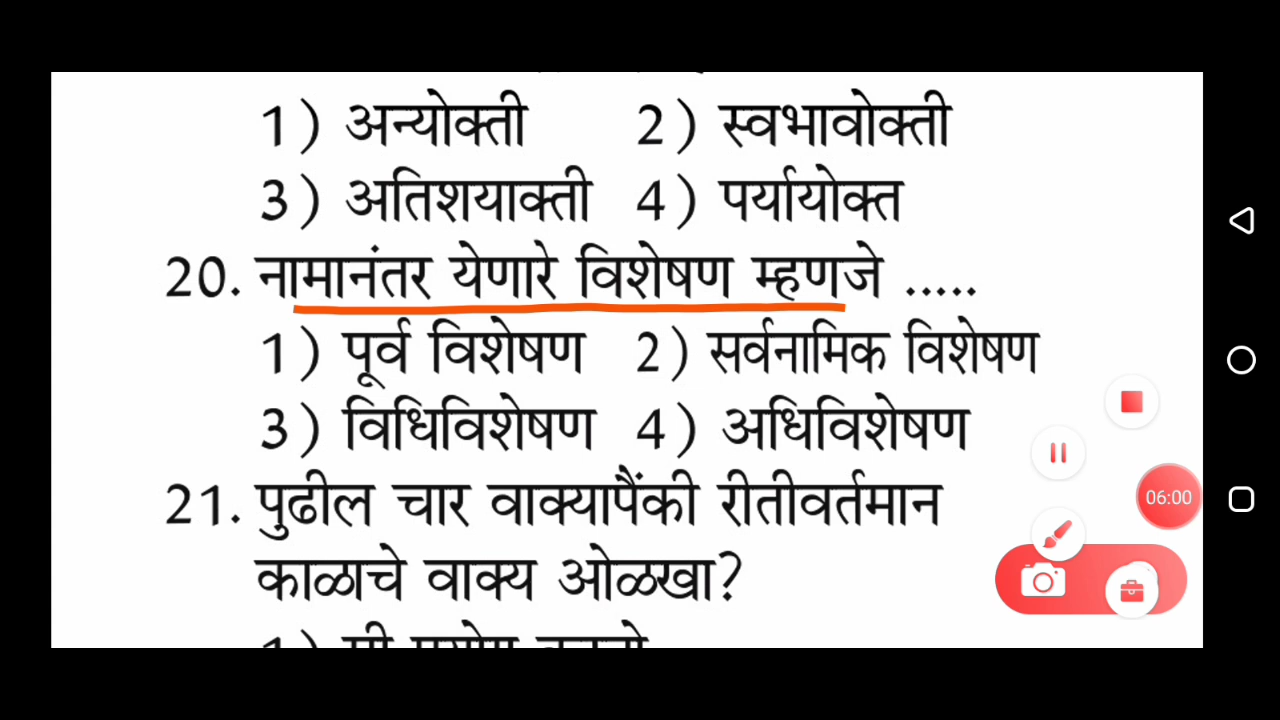 1) अन्योक्ती 2) स्वभावोक्ती
3) अतिशयाक्ती 4) पर्यायोक्त
20. नामानंतर येणारे विशेषण म्हणजे .....
1) पूर्व विशेषण 2) सर्वनामिक विशेषण
3) विधिविशेषण 4) अधिविशेषण
21. पुढील चार वाक्यापैंकी रीतीवर्तमान
काळाचे वाक्य ओळखा?
06:00